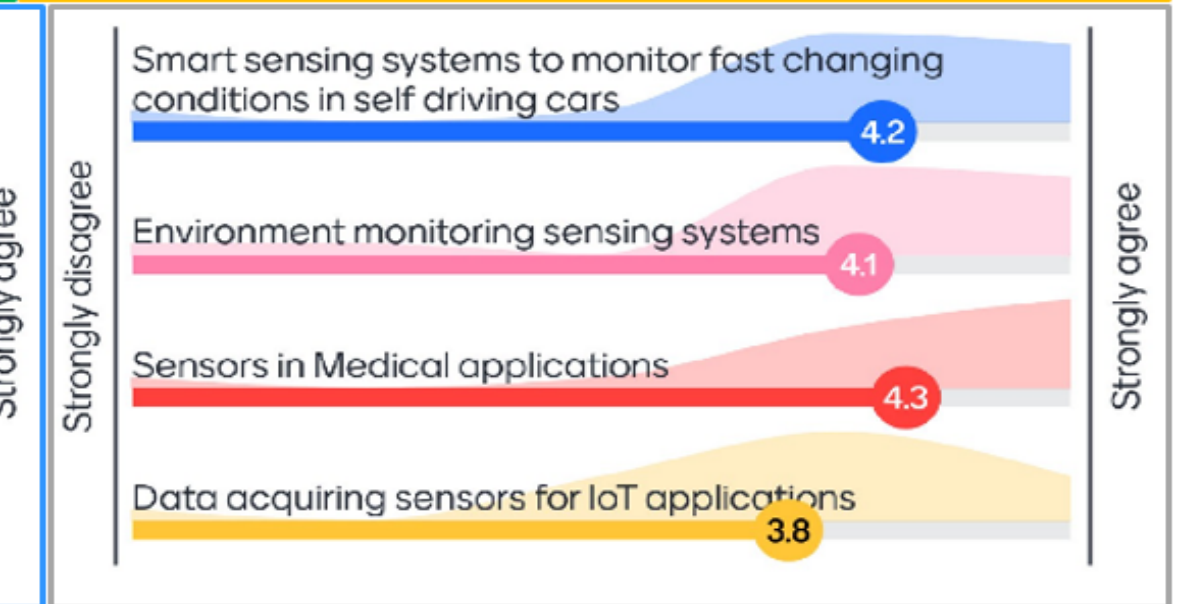 Strongly agree
Strongly disagree
Smart sensing systems to monitor fast changing
conditions in self driving cars
4.2
Environment monitoring sensing systems
4.1
Sensors in Medical applications
4.3
Data acquiring sensors for IoT applications
3.8
Strongly agree